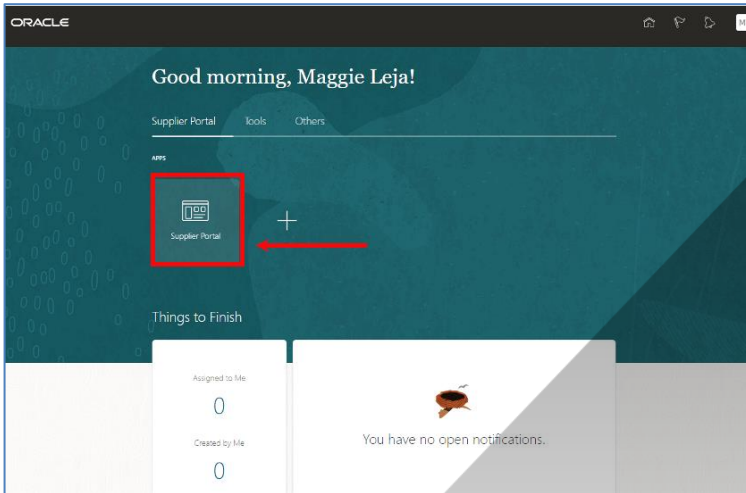 ORACLE
M
Good morning, Maggie Leja!
Supplier Portal Tools Others
APPS
Supplier Portal
Things to Finish
Assigned to Me
0
Created by Me
0
You have no open notifications.